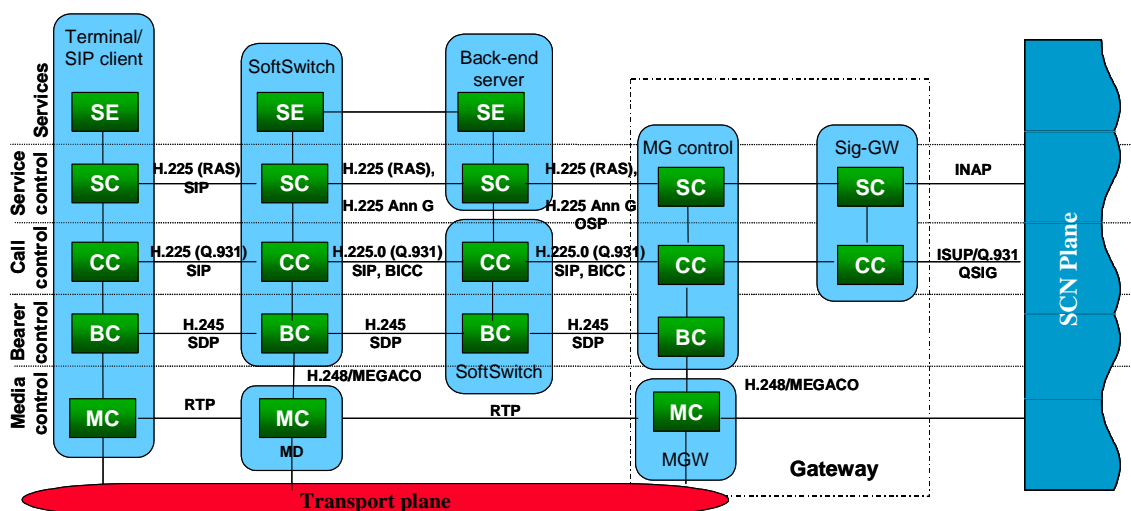 Terminal/
SIP client
SoftSwitch
Back-end
server
Services
SE
SE
SE
MG control
Sig-GW
Service
control
SC
H.225 (RAS)
SIP
SC
H.225 (RAS),
H.225 Ann G
SC
H.225 (RAS),
H.225 Ann G
OSP
SC
SC
INAP
Call
control
CC
H.225 (Q.931)
SIP
CC
H.225.0 (Q.931)
SIP, BICC
CC
H.225.0 (Q.931)
SIP, BICC
CC
CC
ISUP/Q.931
QSIG
SCN Plane
Bearer
control
BC
H.245
SDP
BC
H.245
SDP
BC
H.245
SDP
BC
SoftSwitch
H.248/MEGACO
H.248/MEGACO
Media
control
MC
RTP
MC
RTP
MC
MD
MGW
Gateway
Transport plane